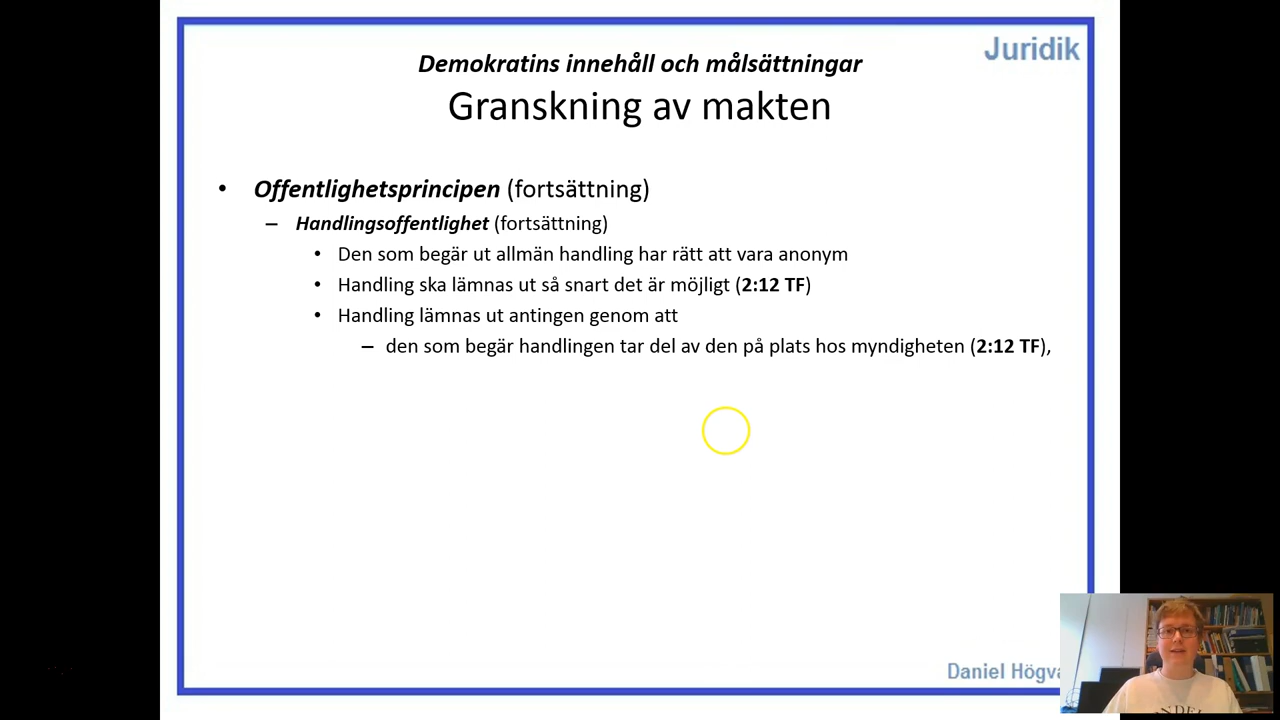 Juridik
Demokratins innehåll och målsättningar
Granskning av makten
• Offentlighetsprincipen (fortsättning)
– Handlingsoffentlighet (fortsättning)
• Den som begär ut allmän handling har rätt att vara anonym
• Handling ska lämnas ut så snart det är möjligt (2:12 TF)
• Handling lämnas ut antingen genom att
– den som begär handlingen tar del av den på plats hos myndigheten (2:12 TF),
Daniel